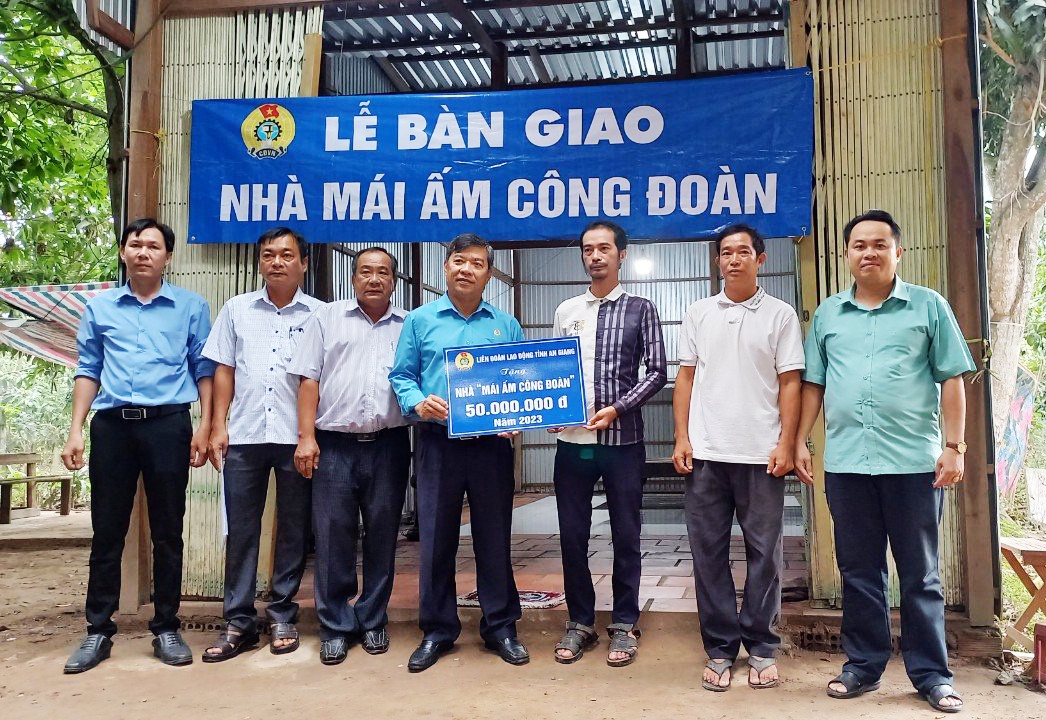 LỄ BÀN GIAO
CĐVN
NHÀ MÁI ẤM CÔNG ĐOÀN
LIÊN ĐOÀN LAO ĐỘNG TỈNH AN GIANG
Tặng
NHÀ "MÁI ẤM CÔNG ĐOÀN"
50.000.000 đ
Năm 2023